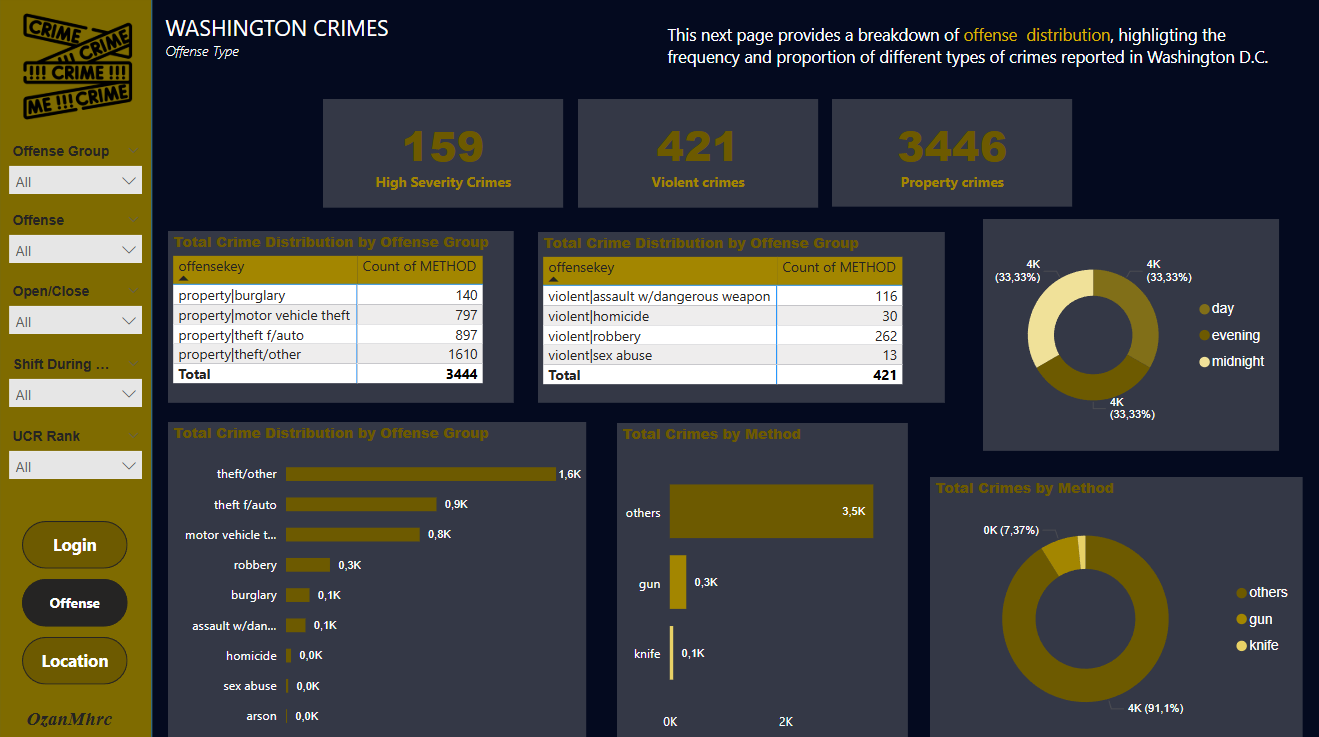 CRIME
CRIME
!!! CRIME
!!! CRIME !!!
ME !!! CRIME
WASHINGTON CRIMES
Offense Type
This next page provides a breakdown of offense distribution, highligting the
frequency and proportion of different types of crimes reported in Washington D.C.
Offense Group
All
Offense
All
Open/Close
All
Shift During ...
All
UCR Rank
All
Login
Offense
Location
OzanMhrc
159
High Severity Crimes
421
Violent crimes
3446
Property crimes
Total Crime Distribution by Offense Group
offensekey Count of METHOD
property|burglary 140
property|motor vehicle theft 797
property|theft f/auto 897
property|theft/other 1610
Total 3444
Total Crime Distribution by Offense Group
offensekey Count of METHOD
violent|assault w/dangerous weapon 116
violent|homicide 30
violent|robbery 262
violent|sex abuse 13
Total 421
4K
(33,33%)
4K
(33,33%)
4K
(33,33%)
day
evening
midnight
Total Crime Distribution by Offense Group
theft/other 1,6K
theft f/auto 0,9K
motor vehicle t... 0,8K
robbery 0,3K
burglary 0,1K
assault w/dan... 0,1K
homicide 0,0K
sex abuse 0,0K
arson 0,0K
Total Crimes by Method
others 3,5K
gun 0,3K
knife 0,1K
0K 2K
Total Crimes by Method
0K (7,37%)
4K (91,1%)
others
gun
knife